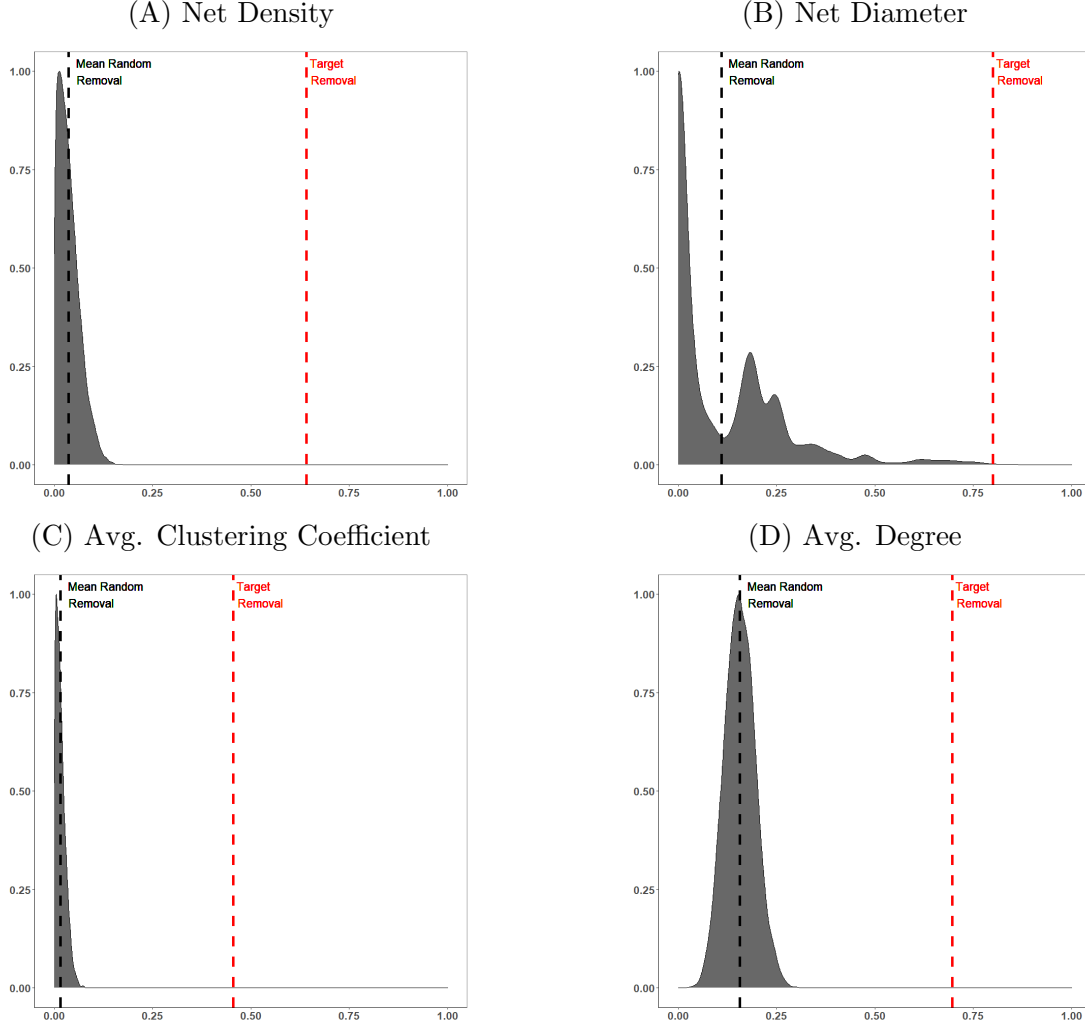 (A) Net Density
Mean Random
Removal
Target
Removal
1.00
0.75
0.50
0.25
0.00
0.00 0.25 0.50 0.75 1.00
(B) Net Diameter
Mean Random
Removal
Target
Removal
1.00
0.75
0.50
0.25
0.00
0.00 0.25 0.50 0.75 1.00
(C) Avg. Clustering Coefficient
Mean Random
Removal
Target
Removal
1.00
0.75
0.50
0.25
0.00
0.00 0.25 0.50 0.75 1.00
(D) Avg. Degree
Mean Random
Removal
Target
Removal
1.00
0.75
0.50
0.25
0.00
0.00 0.25 0.50 0.75 1.00